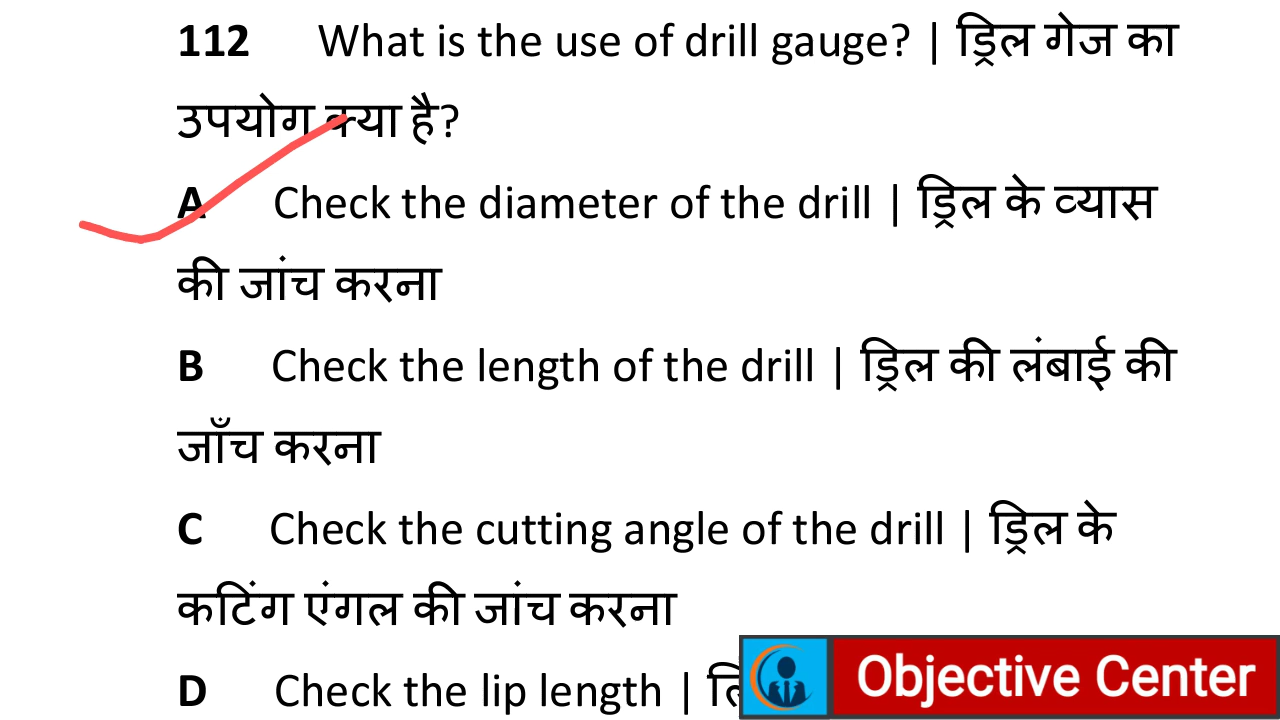 112 What is the use of drill gauge? | ड्रिल गेज का
उपयोग क्या है?
A Check the diameter of the drill | ड्रिल के व्यास
की जांच करना
B Check the length of the drill | ड्रिल की लंबाई की
जाँच करना
C Check the cutting angle of the drill | ड्रिल के
कटिंग एंगल की जांच करना
D Check the lip length |
Objective Center